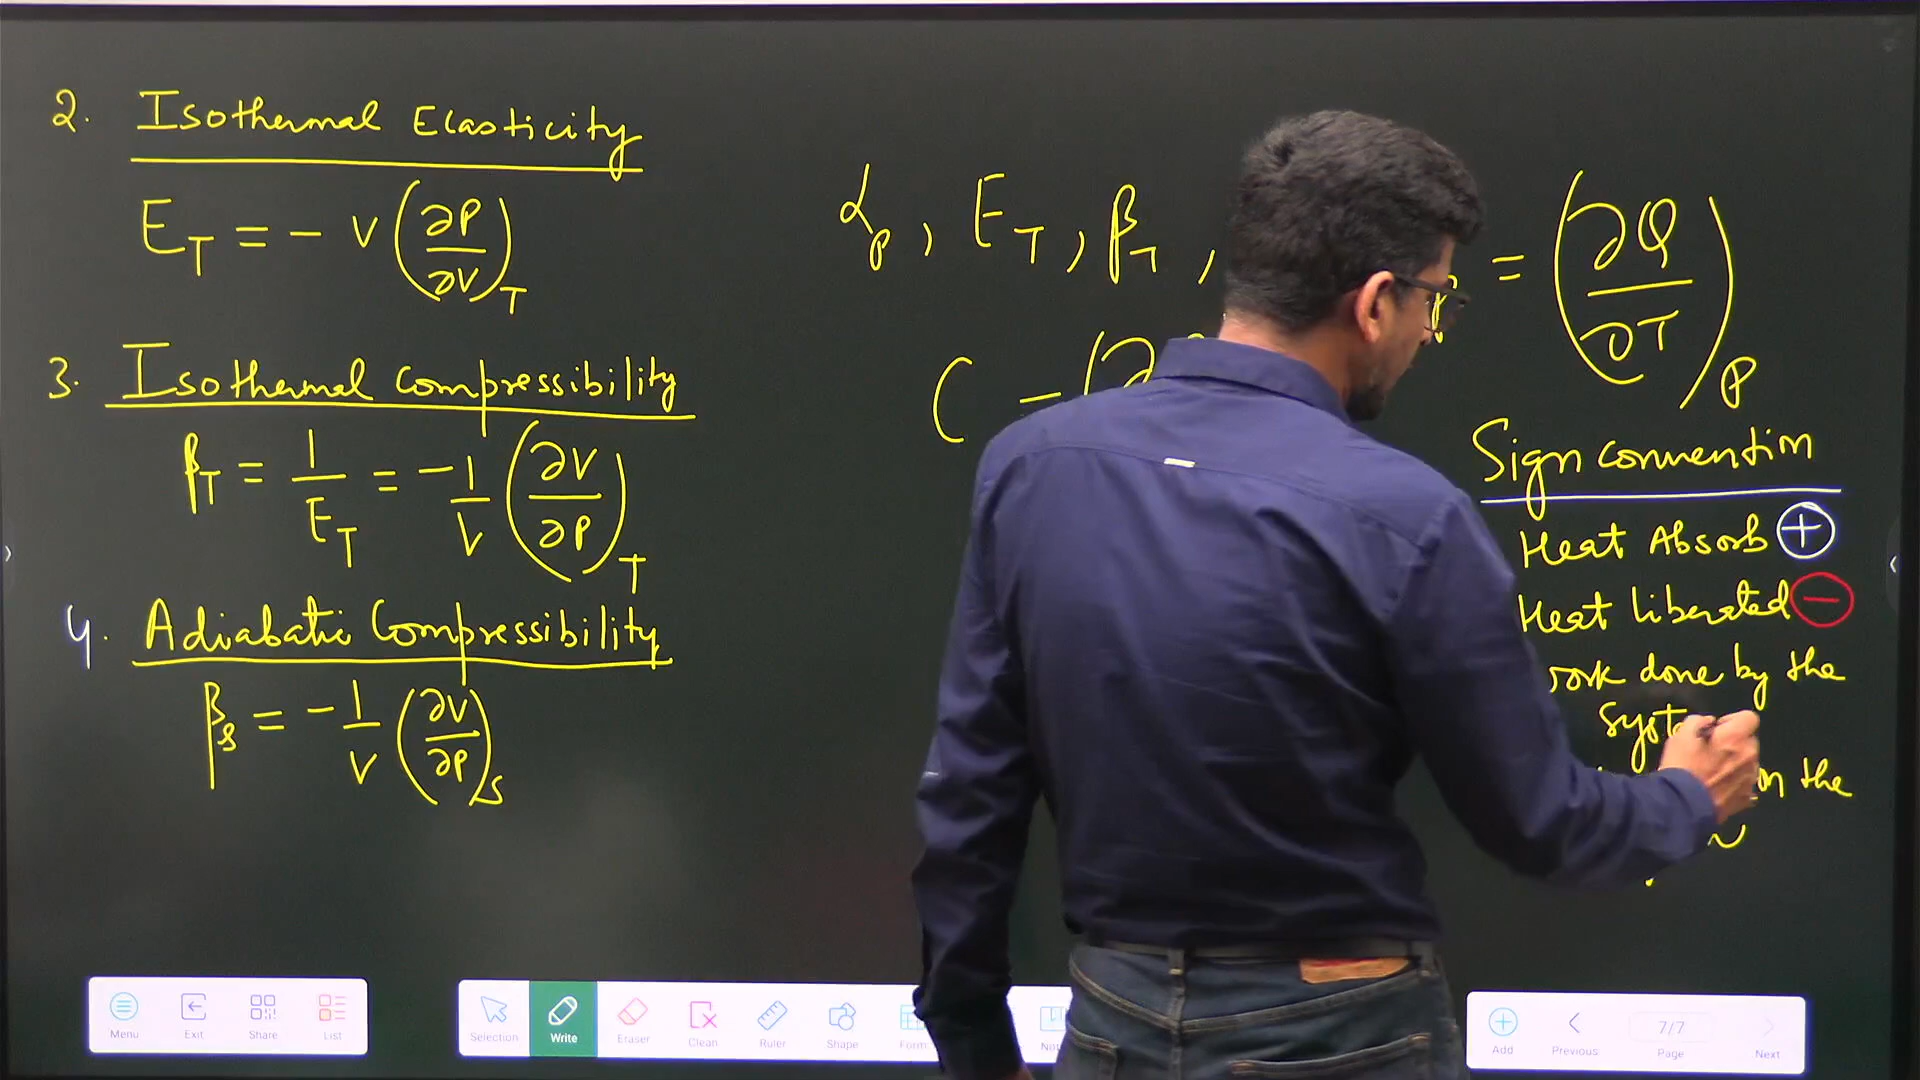 2. Isothermal Elasticity
E_T = - V (∂P/∂V)_T
3. Isothermal Compressibility
β_T = 1/E_T = -1/V (∂V/∂P)_T
4. Adiabatic Compressibility
β_S = -1/V (∂V/∂P)_S
α_P, E_T, β_T, P = (∂Q/∂T)_P
C = (∂
Sign convention
Heat Absorb +
Heat liberated -
done by the
on the
Menu Exit Share List
Selection Write Eraser Clean Ruler Shape
Add Previous 7/7 Page Next